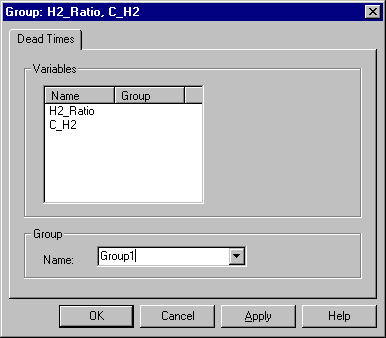 Group: H2_Ratio, C_H2
Dead Times
Variables
Name Group
H2_Ratio
C_H2
Group
Name: Group1
OK Cancel Apply Help